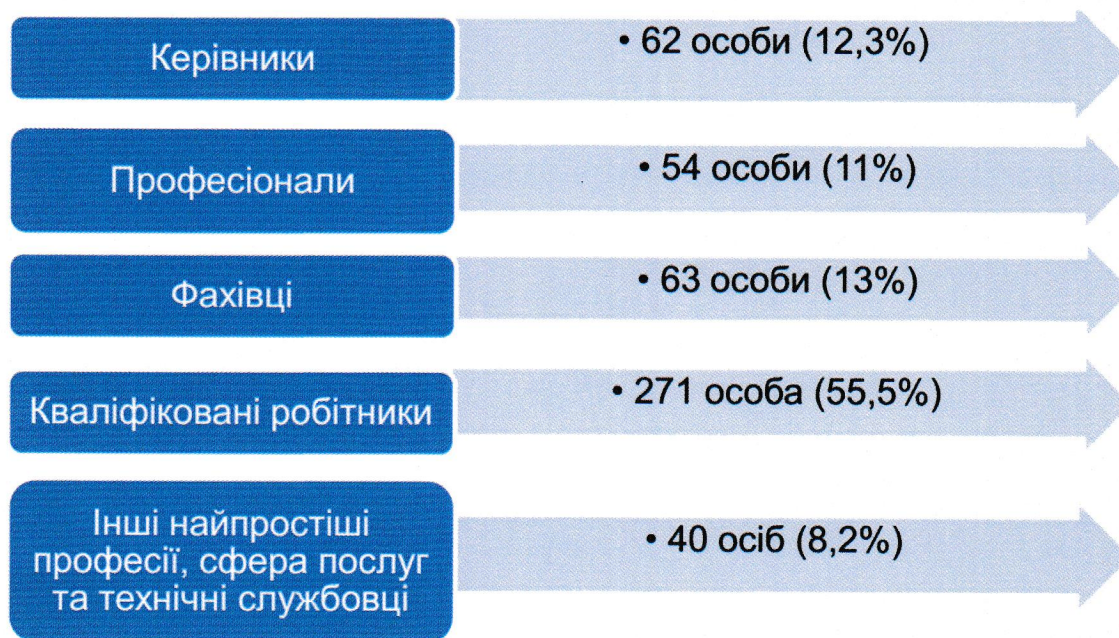 Керівники
• 62 особи (12,3%)
Професіонали
• 54 особи (11%)
Фахівці
• 63 особи (13%)
Кваліфіковані робітники
• 271 особа (55,5%)
Інші найпростіші
професії, сфера послуг
та технічні службовці
• 40 осіб (8,2%)